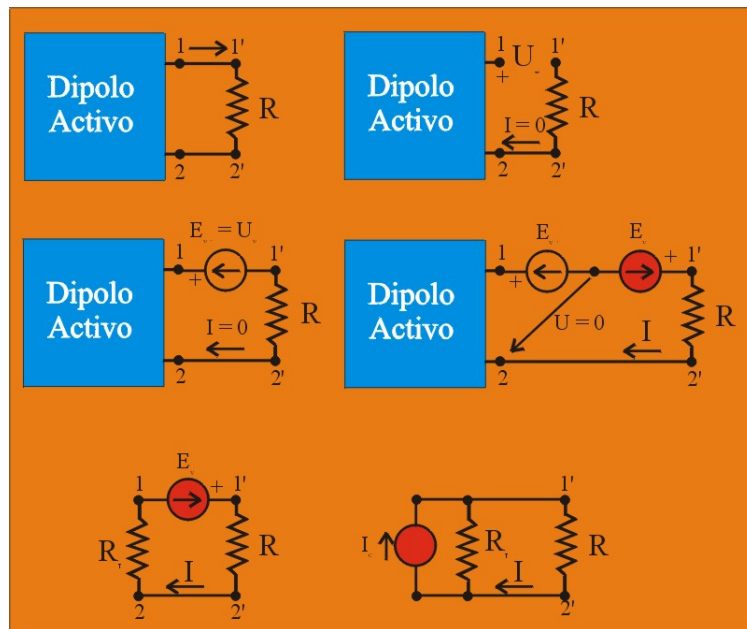 1 1'
Dipolo
Activo
R
2 2'
1 U 1'
+
Dipolo
Activo
I = 0
R
2 2'
E = U
1 1'
+
Dipolo
Activo
I = 0
R
2 2'
E E
1 + + 1'
Dipolo
Activo
U = 0
I
R
2 2'
E
1 + 1'
R R
I
2 2'
1'
I R R
I
2'